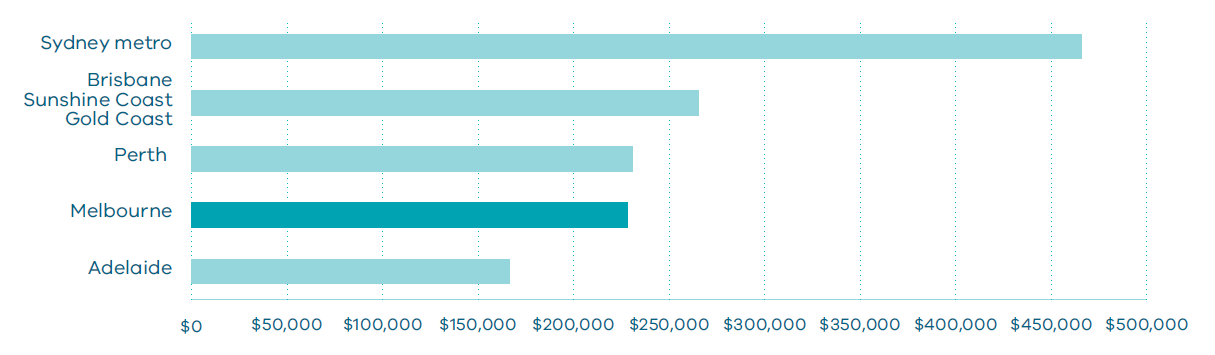 Sydney metro
Brisbane
Sunshine Coast
Gold Coast
Perth
Melbourne
Adelaide
$0 $50,000 $100,000 $150,000 $200,000 $250,000 $300,000 $350,000 $400,000 $450,000 $500,000